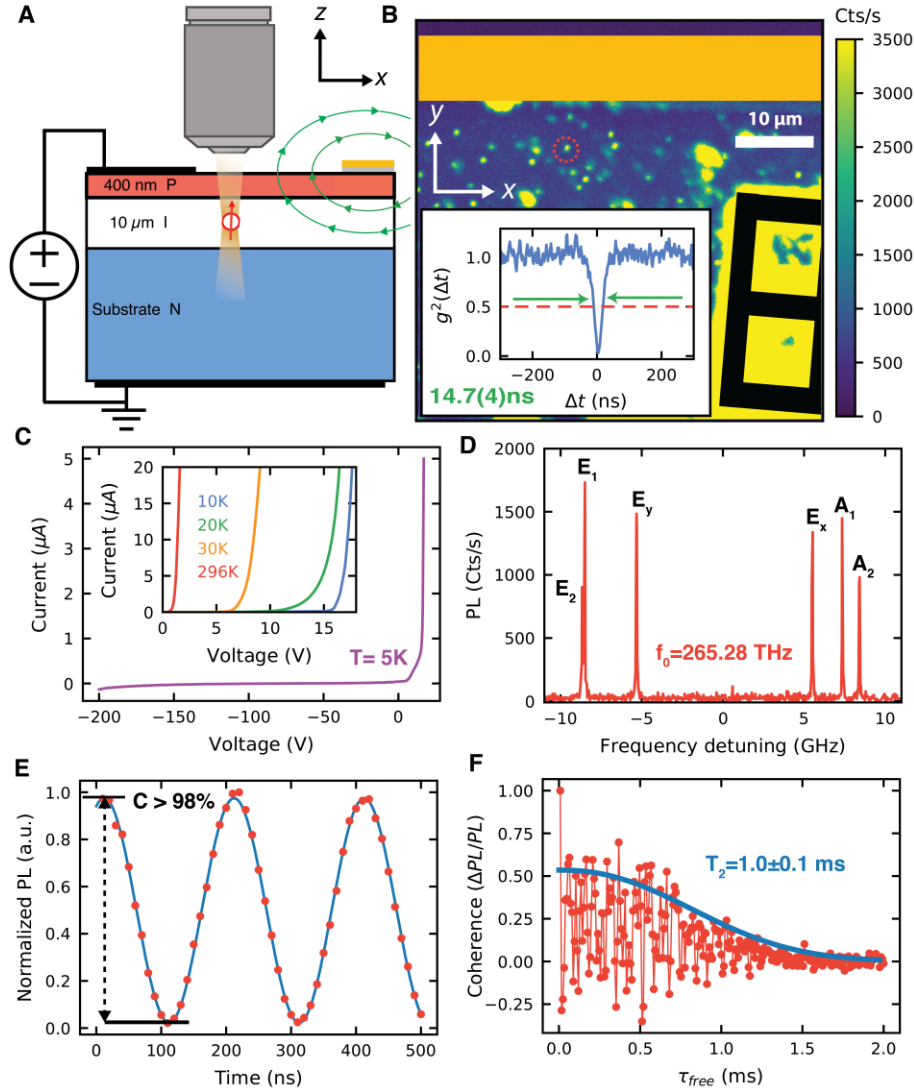 A
z
x
400 nm P
10 μm I
+
−
Substrate N
B
Cts/s
y
x
10 μm
3500
3000
2500
2000
1500
1000
500
0
g²(Δt)
1.0
0.5
0.0
−200 0 200
Δt (ns)
14.7(4)ns
C
Current (μA)
5
4
3
2
1
0
−200 −150 −100 −50 0
Voltage (V)
T= 5K
Current (μA)
20
15
10
5
0
0 5 10 15
Voltage (V)
10K
20K
30K
296K
D
PL (Cts/s)
2000
1500
1000
500
0
E₁
E₂
Eᵧ
Eₓ
A₁
A₂
f₀=265.28 THz
−10 −5 0 5 10
Frequency detuning (GHz)
E
C > 98%
Normalized PL (a.u.)
1.0
0.8
0.6
0.4
0.2
0.0
0 100 200 300 400 500
Time (ns)
F
Coherence (ΔPL/PL)
1.00
0.75
0.50
0.25
0.00
−0.25
T₂=1.0±0.1 ms
0.0 0.5 1.0 1.5 2.0
τ_free (ms)